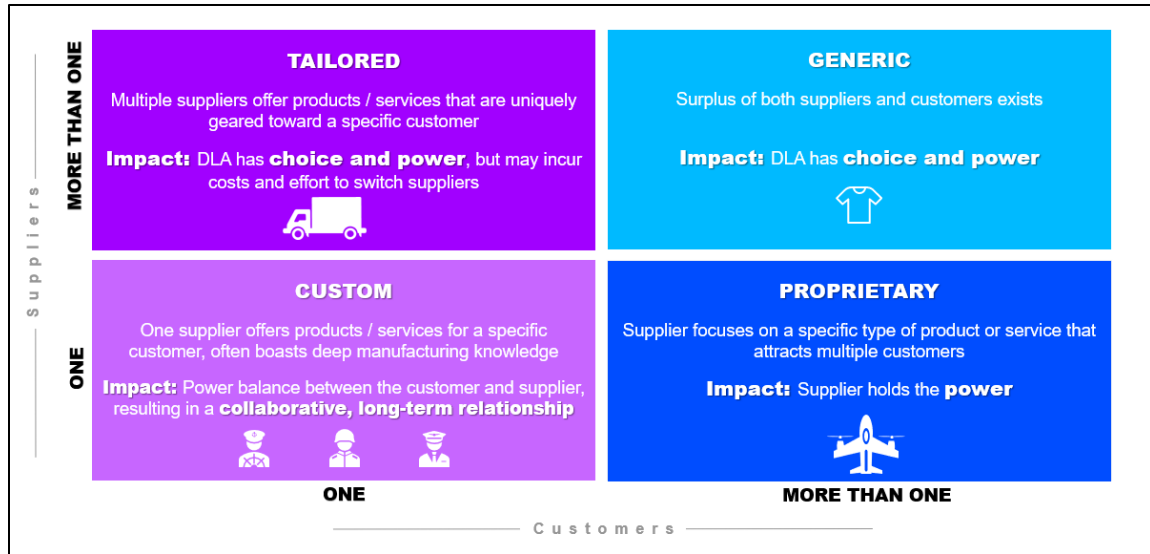 Suppliers
MORE THAN ONE
TAILORED
Multiple suppliers offer products / services that are uniquely
geared toward a specific customer
Impact: DLA has choice and power, but may incur
costs and effort to switch suppliers
GENERIC
Surplus of both suppliers and customers exists
Impact: DLA has choice and power
ONE
CUSTOM
One supplier offers products / services for a specific
customer, often boasts deep manufacturing knowledge
Impact: Power balance between the customer and supplier,
resulting in a collaborative, long-term relationship
PROPRIETARY
Supplier focuses on a specific type of product or service that
attracts multiple customers
Impact: Supplier holds the power
ONE
MORE THAN ONE
Customers